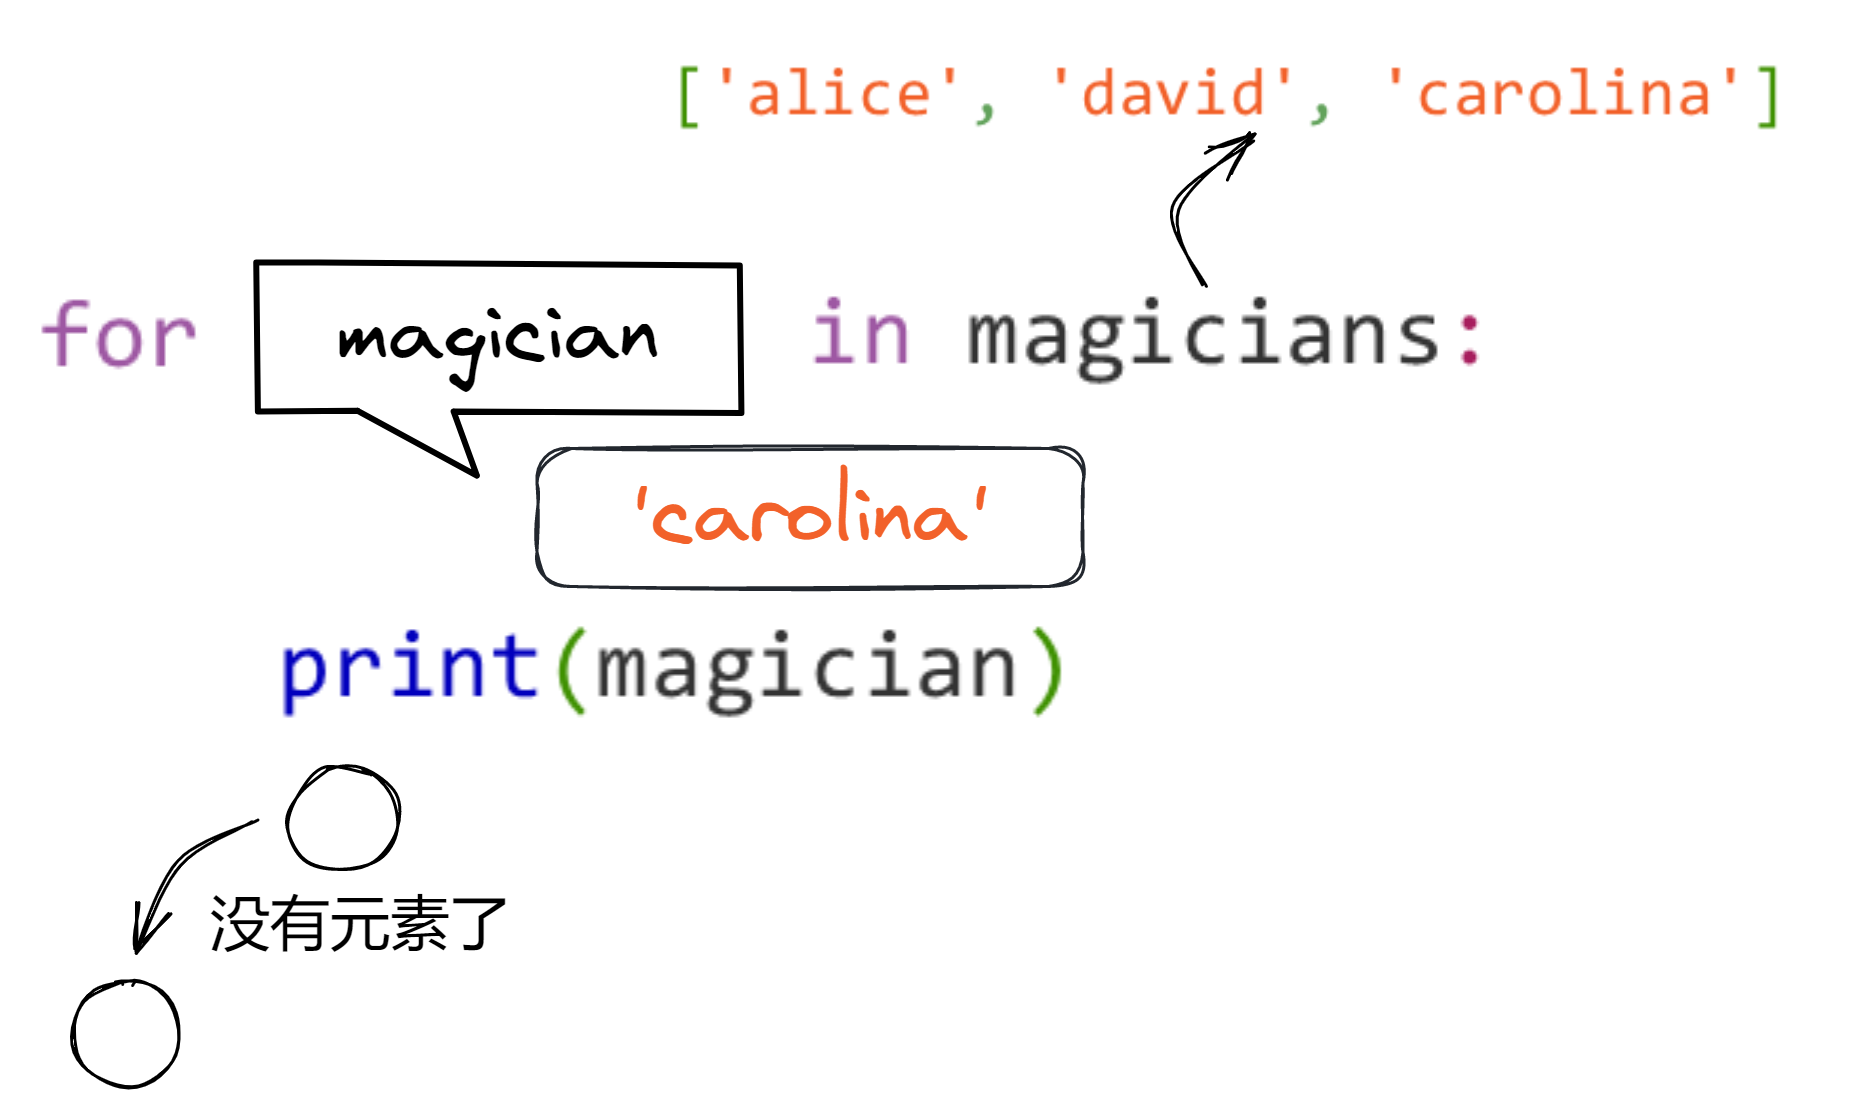 ['alice', 'david', 'carolina']
for magician in magicians:
'carolina'
print(magician)
没有元素了